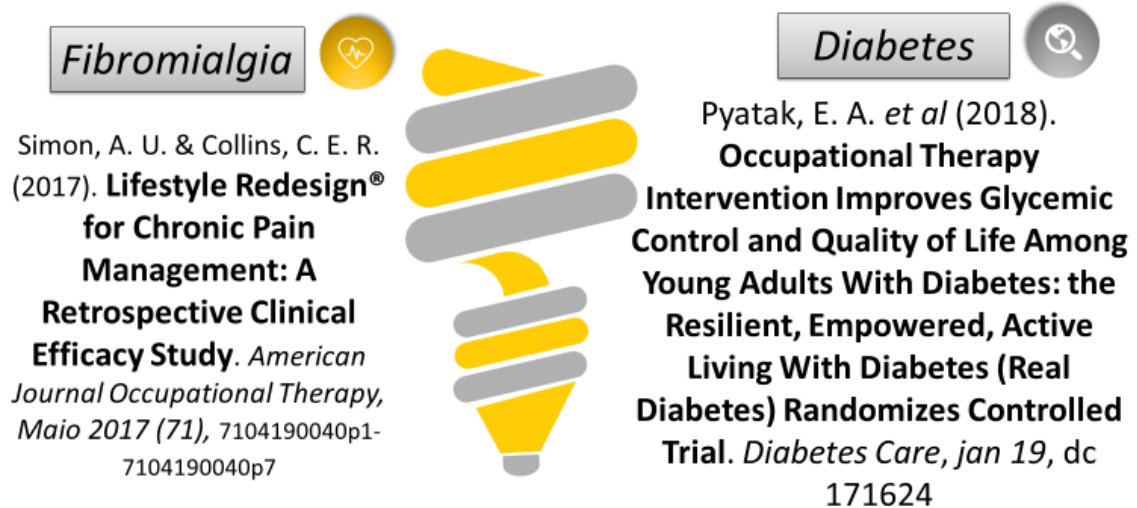 Fibromialgia
Simon, A. U. & Collins, C. E. R.
(2017). Lifestyle Redesign®
for Chronic Pain
Management: A
Retrospective Clinical
Efficacy Study. American
Journal Occupational Therapy,
Maio 2017 (71), 7104190040p1-
7104190040p7
Diabetes
Pyatak, E. A. et al (2018).
Occupational Therapy
Intervention Improves Glycemic
Control and Quality of Life Among
Young Adults With Diabetes: the
Resilient, Empowered, Active
Living With Diabetes (Real
Diabetes) Randomizes Controlled
Trial. Diabetes Care, jan 19, dc
171624